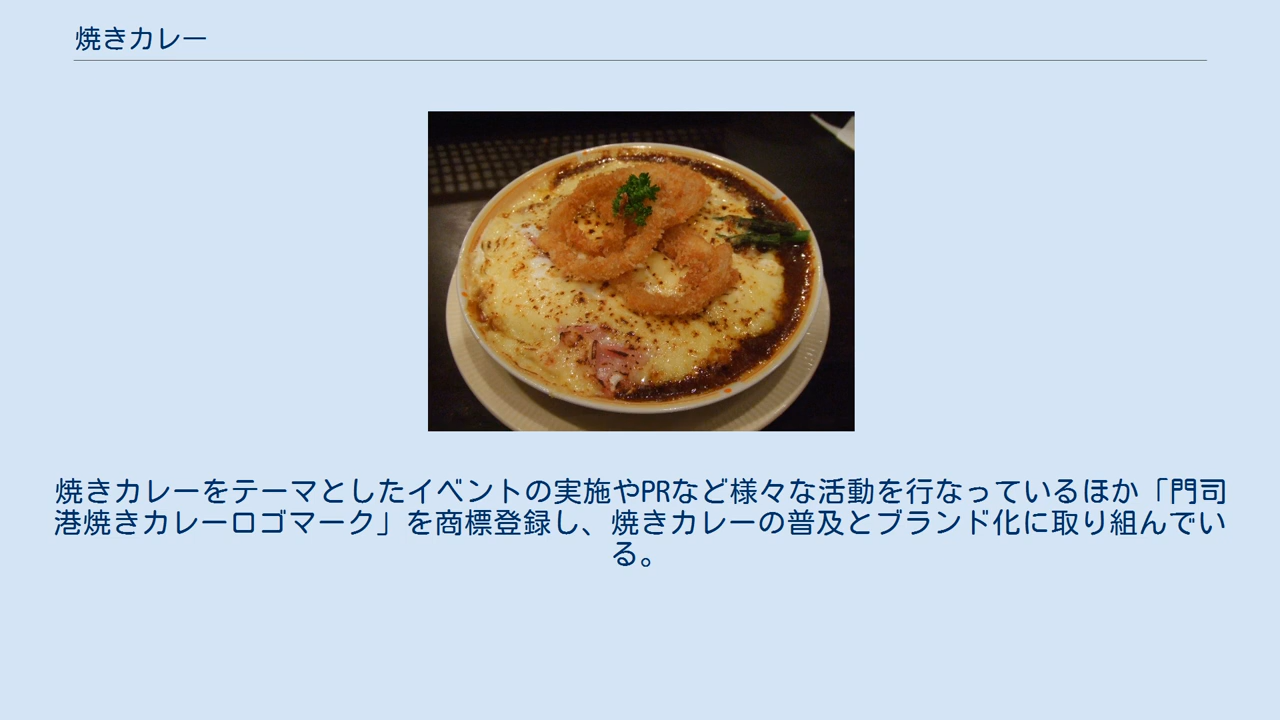 焼きカレー
焼きカレーをテーマとしたイベントの実施やPRなど様々な活動を行なっているほか「門司
港焼きカレーロゴマーク」を商標登録し、焼きカレーの普及とブランド化に取り組んでい
る。